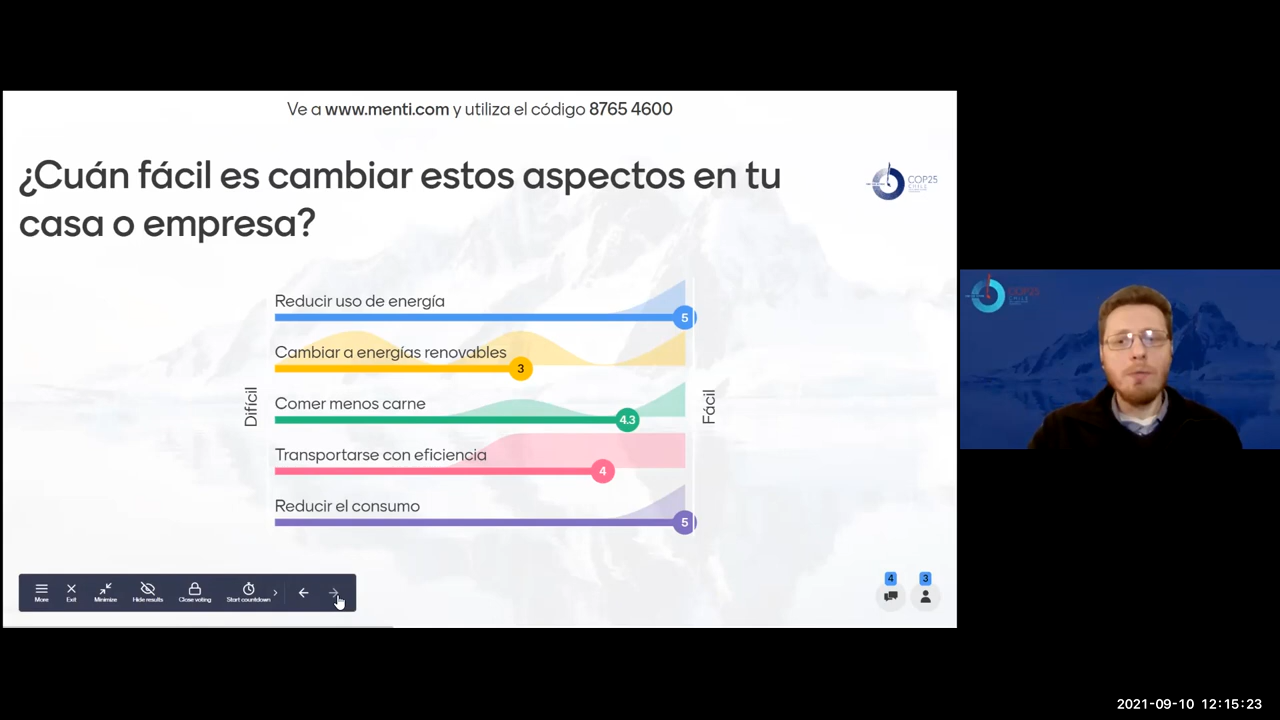 Ve a www.menti.com y utiliza el código 8765 4600
¿Cuán fácil es cambiar estos aspectos en tu
casa o empresa?
COP25
CHILE
Reducir uso de energía
5
Cambiar a energías renovables
3
Difícil
Comer menos carne
4.3
Fácil
Transportarse con eficiencia
4
Reducir el consumo
5
More
Exit
Minimize
Hide results
Close voting
Start countdown
4
3
COP25
CHILE
2021-09-10 12:15:23